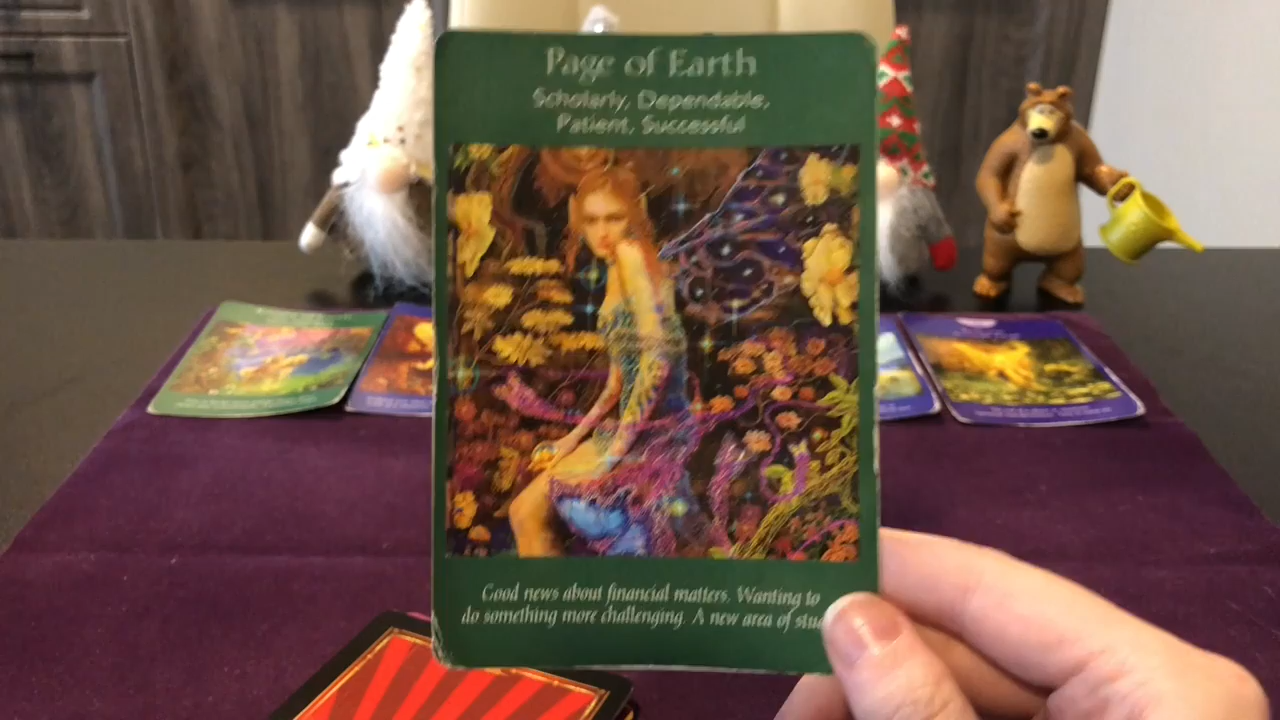 Page of Earth
Scholarly, Dependable,
Patient, Successful
Good news about financial matters. Wanting to
do something more challenging. A new area of